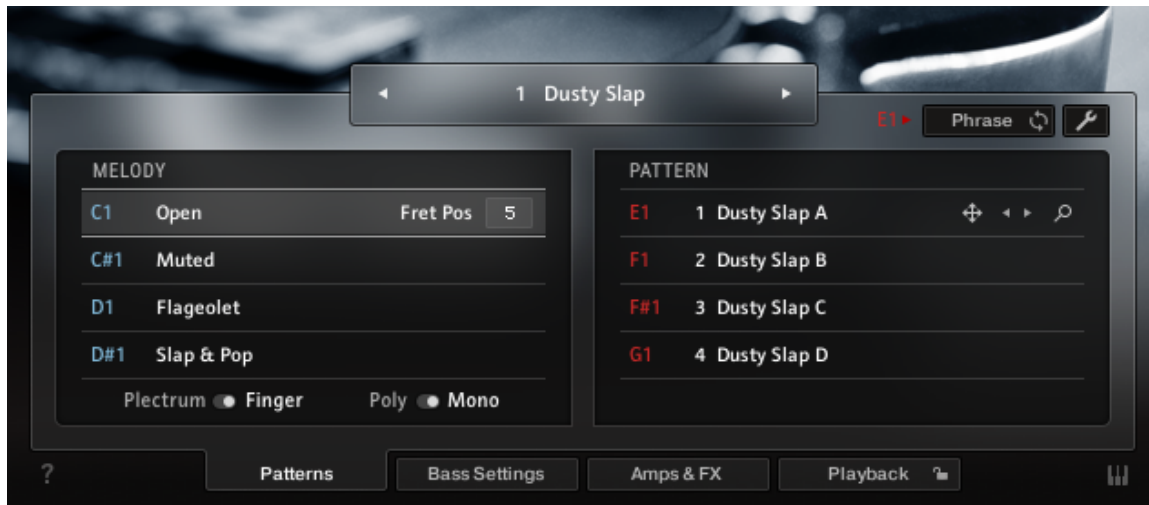 1 Dusty Slap
E1 Phrase
MELODY
C1 Open Fret Pos 5
C#1 Muted
D1 Flageolet
D#1 Slap & Pop
Plectrum Finger Poly Mono
PATTERN
E1 1 Dusty Slap A
F1 2 Dusty Slap B
F#1 3 Dusty Slap C
G1 4 Dusty Slap D
? Patterns Bass Settings Amps & FX Playback